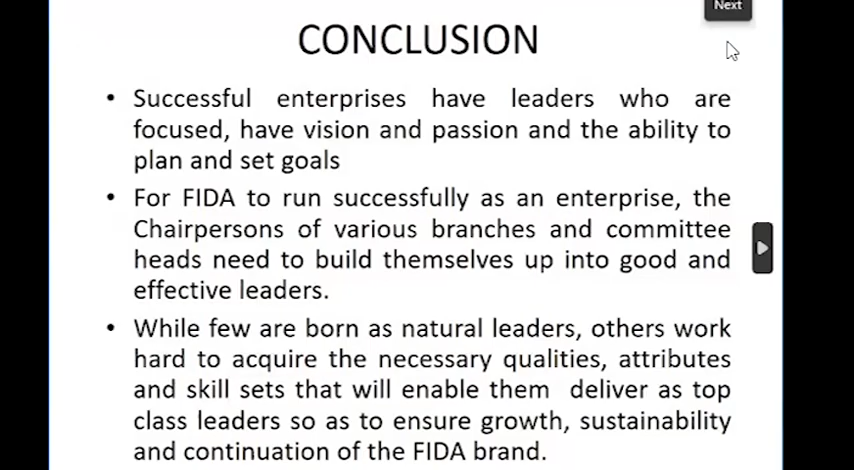 Next
CONCLUSION
• Successful enterprises have leaders who are
focused, have vision and passion and the ability to
plan and set goals
• For FIDA to run successfully as an enterprise, the
Chairpersons of various branches and committee
heads need to build themselves up into good and
effective leaders.
• While few are born as natural leaders, others work
hard to acquire the necessary qualities, attributes
and skill sets that will enable them deliver as top
class leaders so as to ensure growth, sustainability
and continuation of the FIDA brand.